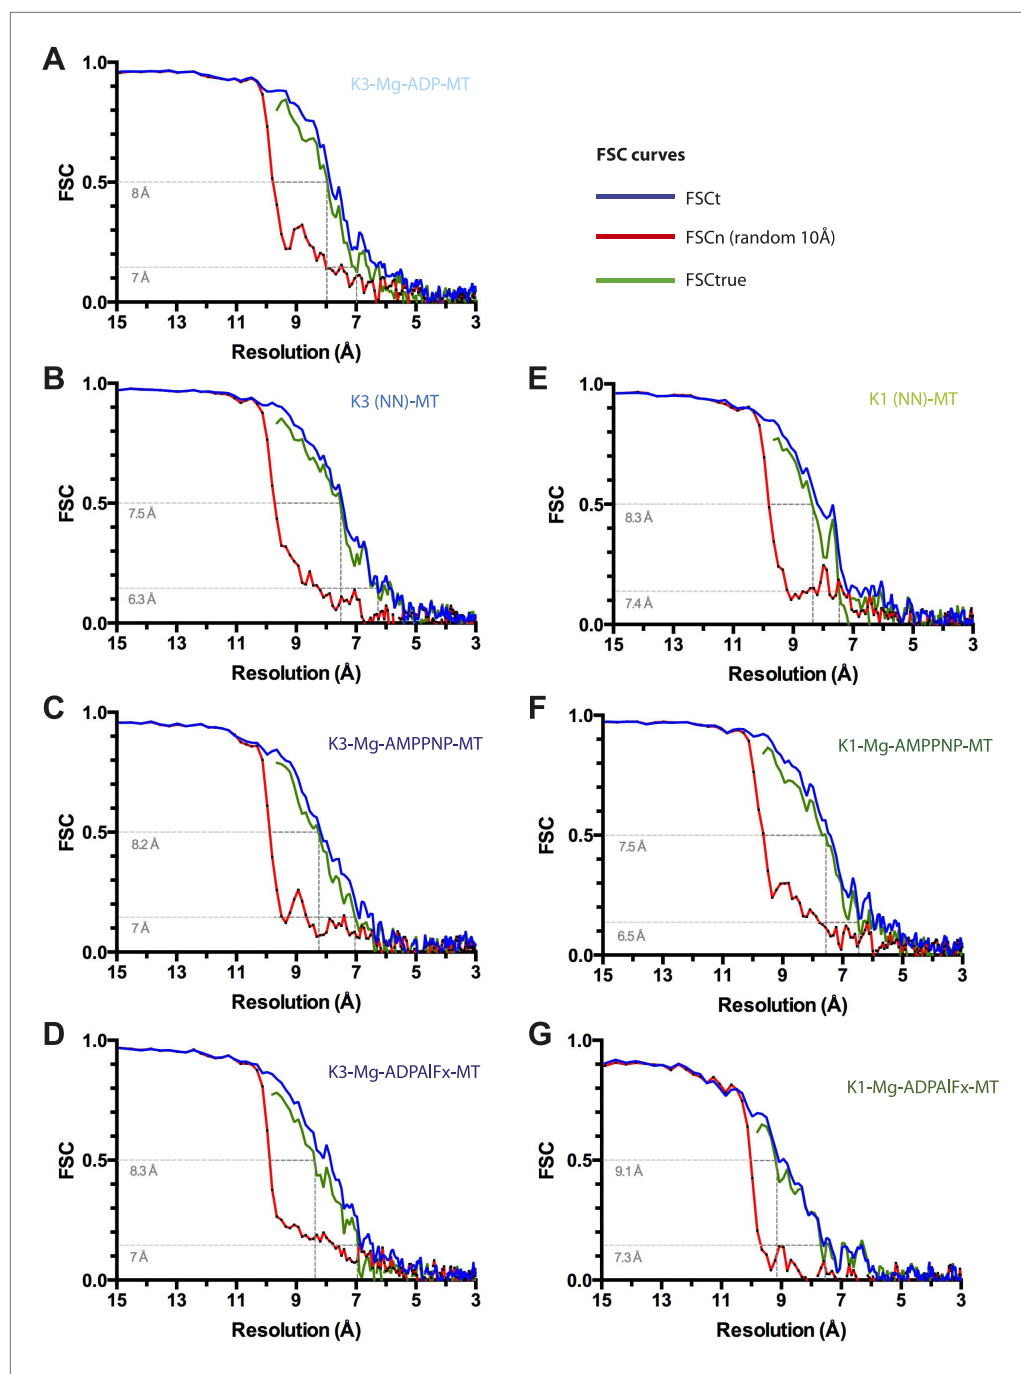 A
K3-Mg-ADP-MT
1.0
0.5
0.0
FSC
8 Å
7 Å
15 13 11 9 7 5 3
Resolution (Å)
FSC curves
FSCt
FSCn (random 10Å)
FSCtrue
B
K3 (NN)-MT
1.0
0.5
0.0
FSC
7.5 Å
6.3 Å
15 13 11 9 7 5 3
Resolution (Å)
E
K1 (NN)-MT
1.0
0.5
0.0
FSC
8.3 Å
7.4 Å
15 13 11 9 7 5 3
Resolution (Å)
C
K3-Mg-AMPPNP-MT
1.0
0.5
0.0
FSC
8.2 Å
7 Å
15 13 11 9 7 5 3
Resolution (Å)
F
K1-Mg-AMPPNP-MT
1.0
0.5
0.0
FSC
7.5 Å
6.5 Å
15 13 11 9 7 5 3
Resolution (Å)
D
K3-Mg-ADPAlFx-MT
1.0
0.5
0.0
FSC
8.3 Å
7 Å
15 13 11 9 7 5 3
Resolution (Å)
G
K1-Mg-ADPAlFx-MT
1.0
0.5
0.0
FSC
9.1 Å
7.3 Å
15 13 11 9 7 5 3
Resolution (Å)